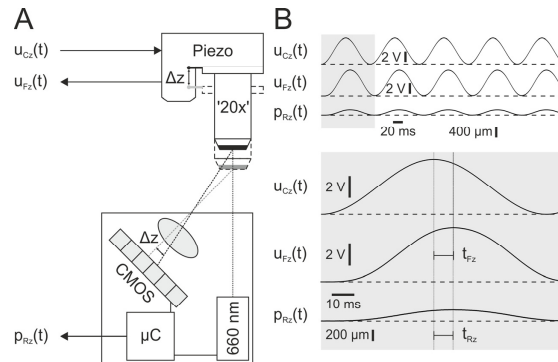 A
u_Cz(t)
Piezo
u_Fz(t)
Δz
'20x'
Δz
CMOS
p_Rz(t)
µC
660 nm
B
u_Cz(t)
2 V
u_Fz(t)
2 V
p_Rz(t)
20 ms
400 µm
u_Cz(t)
2 V
u_Fz(t)
2 V
t_Fz
10 ms
p_Rz(t)
200 µm
t_Rz